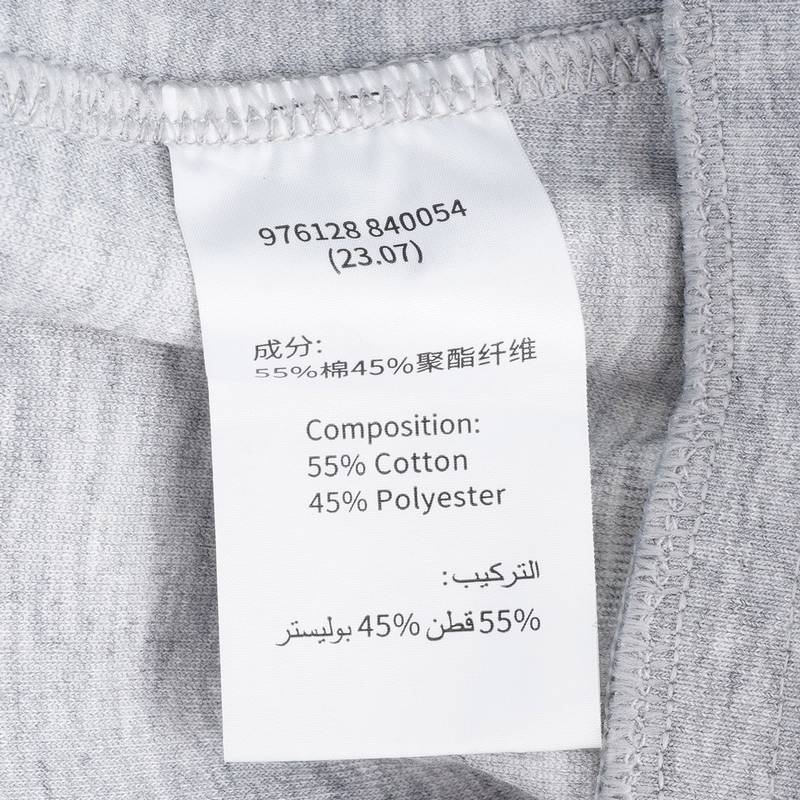 976128 840054
(23.07)
成分:
55%棉45%聚酯纤维
Composition:
55% Cotton
45% Polyester
التركيب:
55% قطن 45% بوليستر